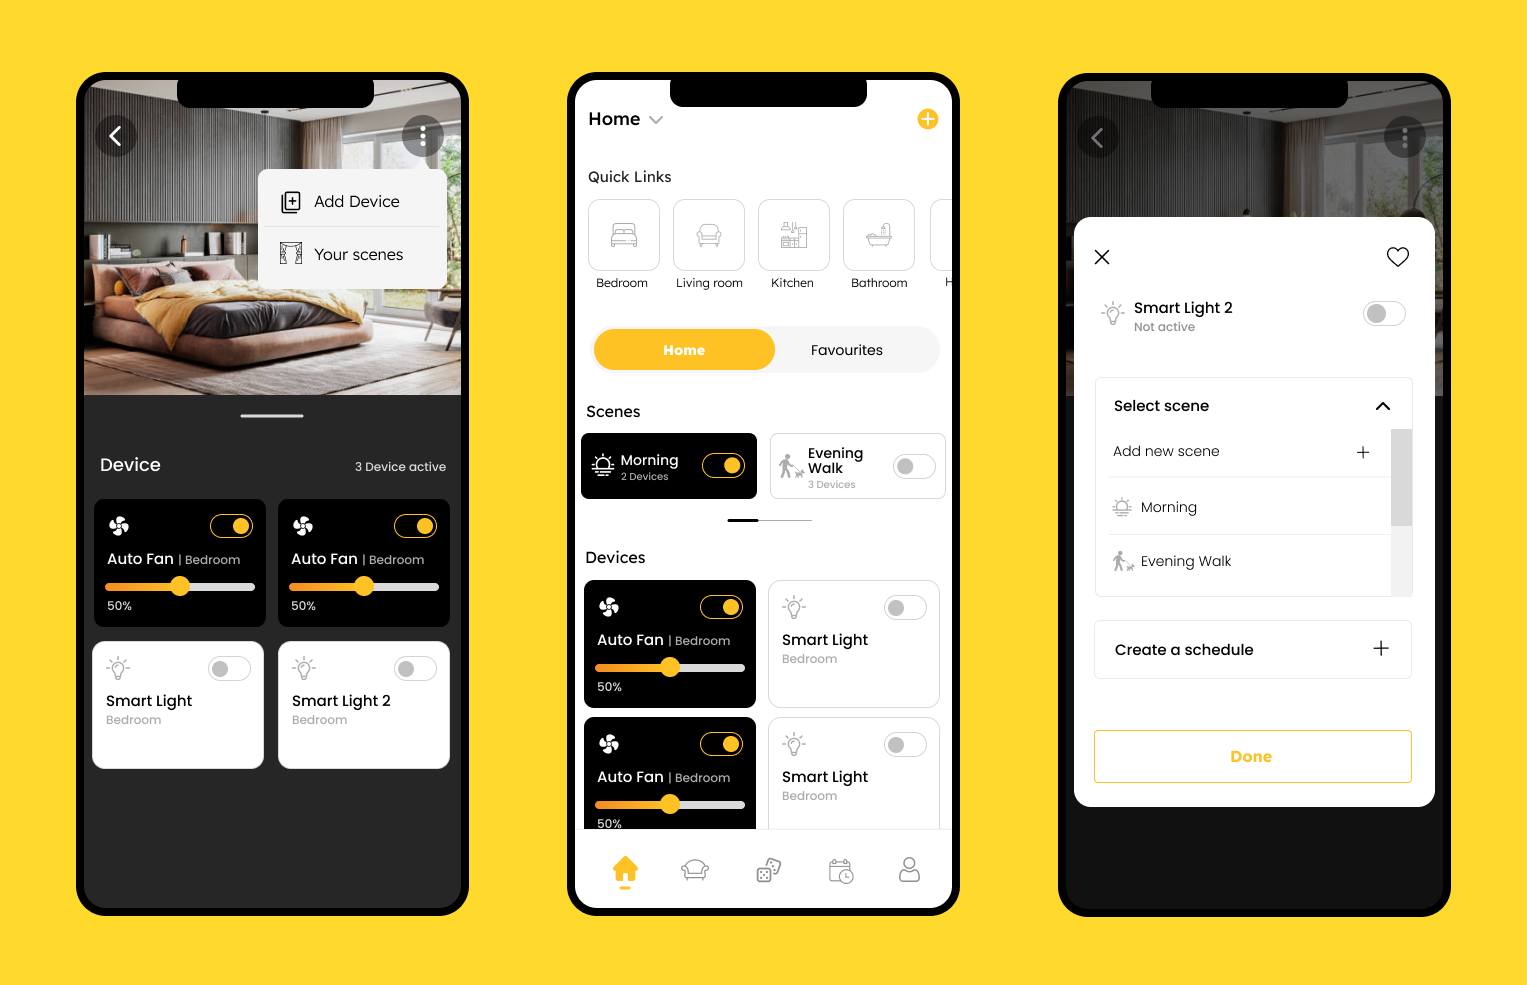 Add Device
Your scenes
Device
3 Device active
Auto Fan | Bedroom
50%
Auto Fan | Bedroom
50%
Smart Light
Bedroom
Smart Light 2
Bedroom
Home
Quick Links
Bedroom
Living room
Kitchen
Bathroom
H
Home
Favourites
Scenes
Morning
2 Devices
Evening
Walk
3 Devices
Devices
Auto Fan | Bedroom
50%
Smart Light
Bedroom
Auto Fan | Bedroom
50%
Smart Light
Bedroom
Smart Light 2
Not active
Select scene
Add new scene
Morning
Evening Walk
Create a schedule
Done